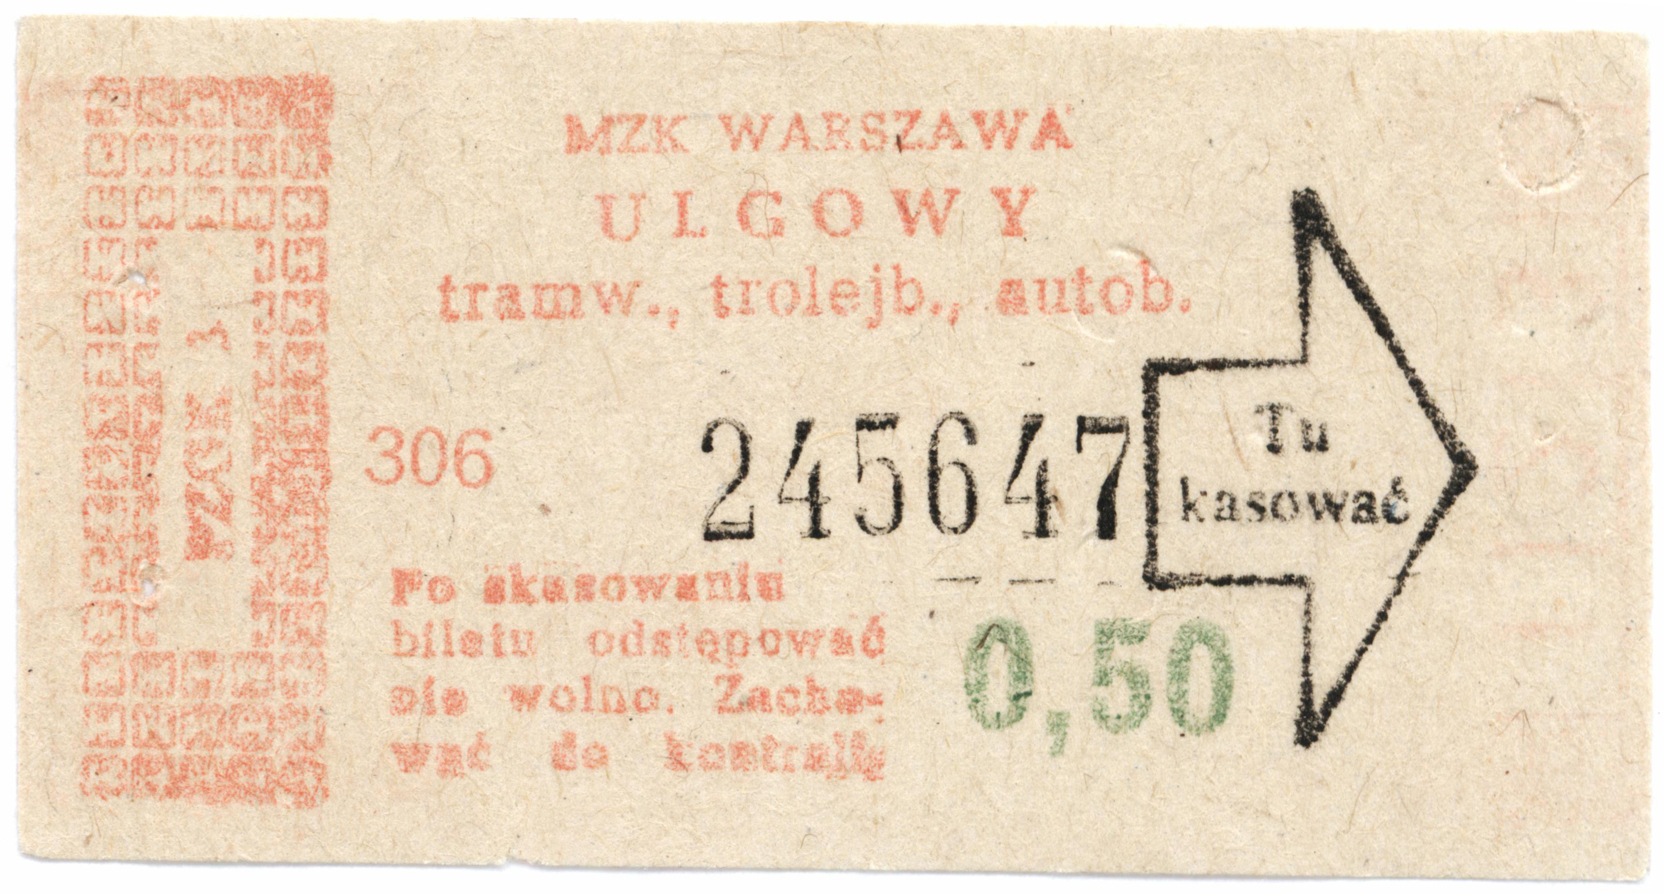 MZK WARSZAWA
ULGOWY
tramw., trolejb., autob.
306
245647
Tu
kasować
Po skasowaniu
biletu odstępować
nie wolno. Zacho-
wać do kontroli
0,50